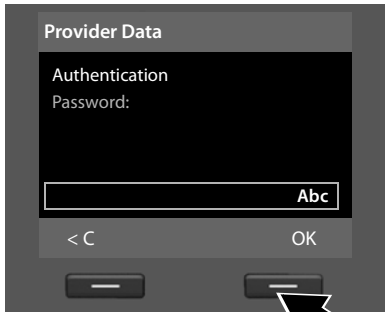 Provider Data
Authentication
Password:
Abc
< C OK